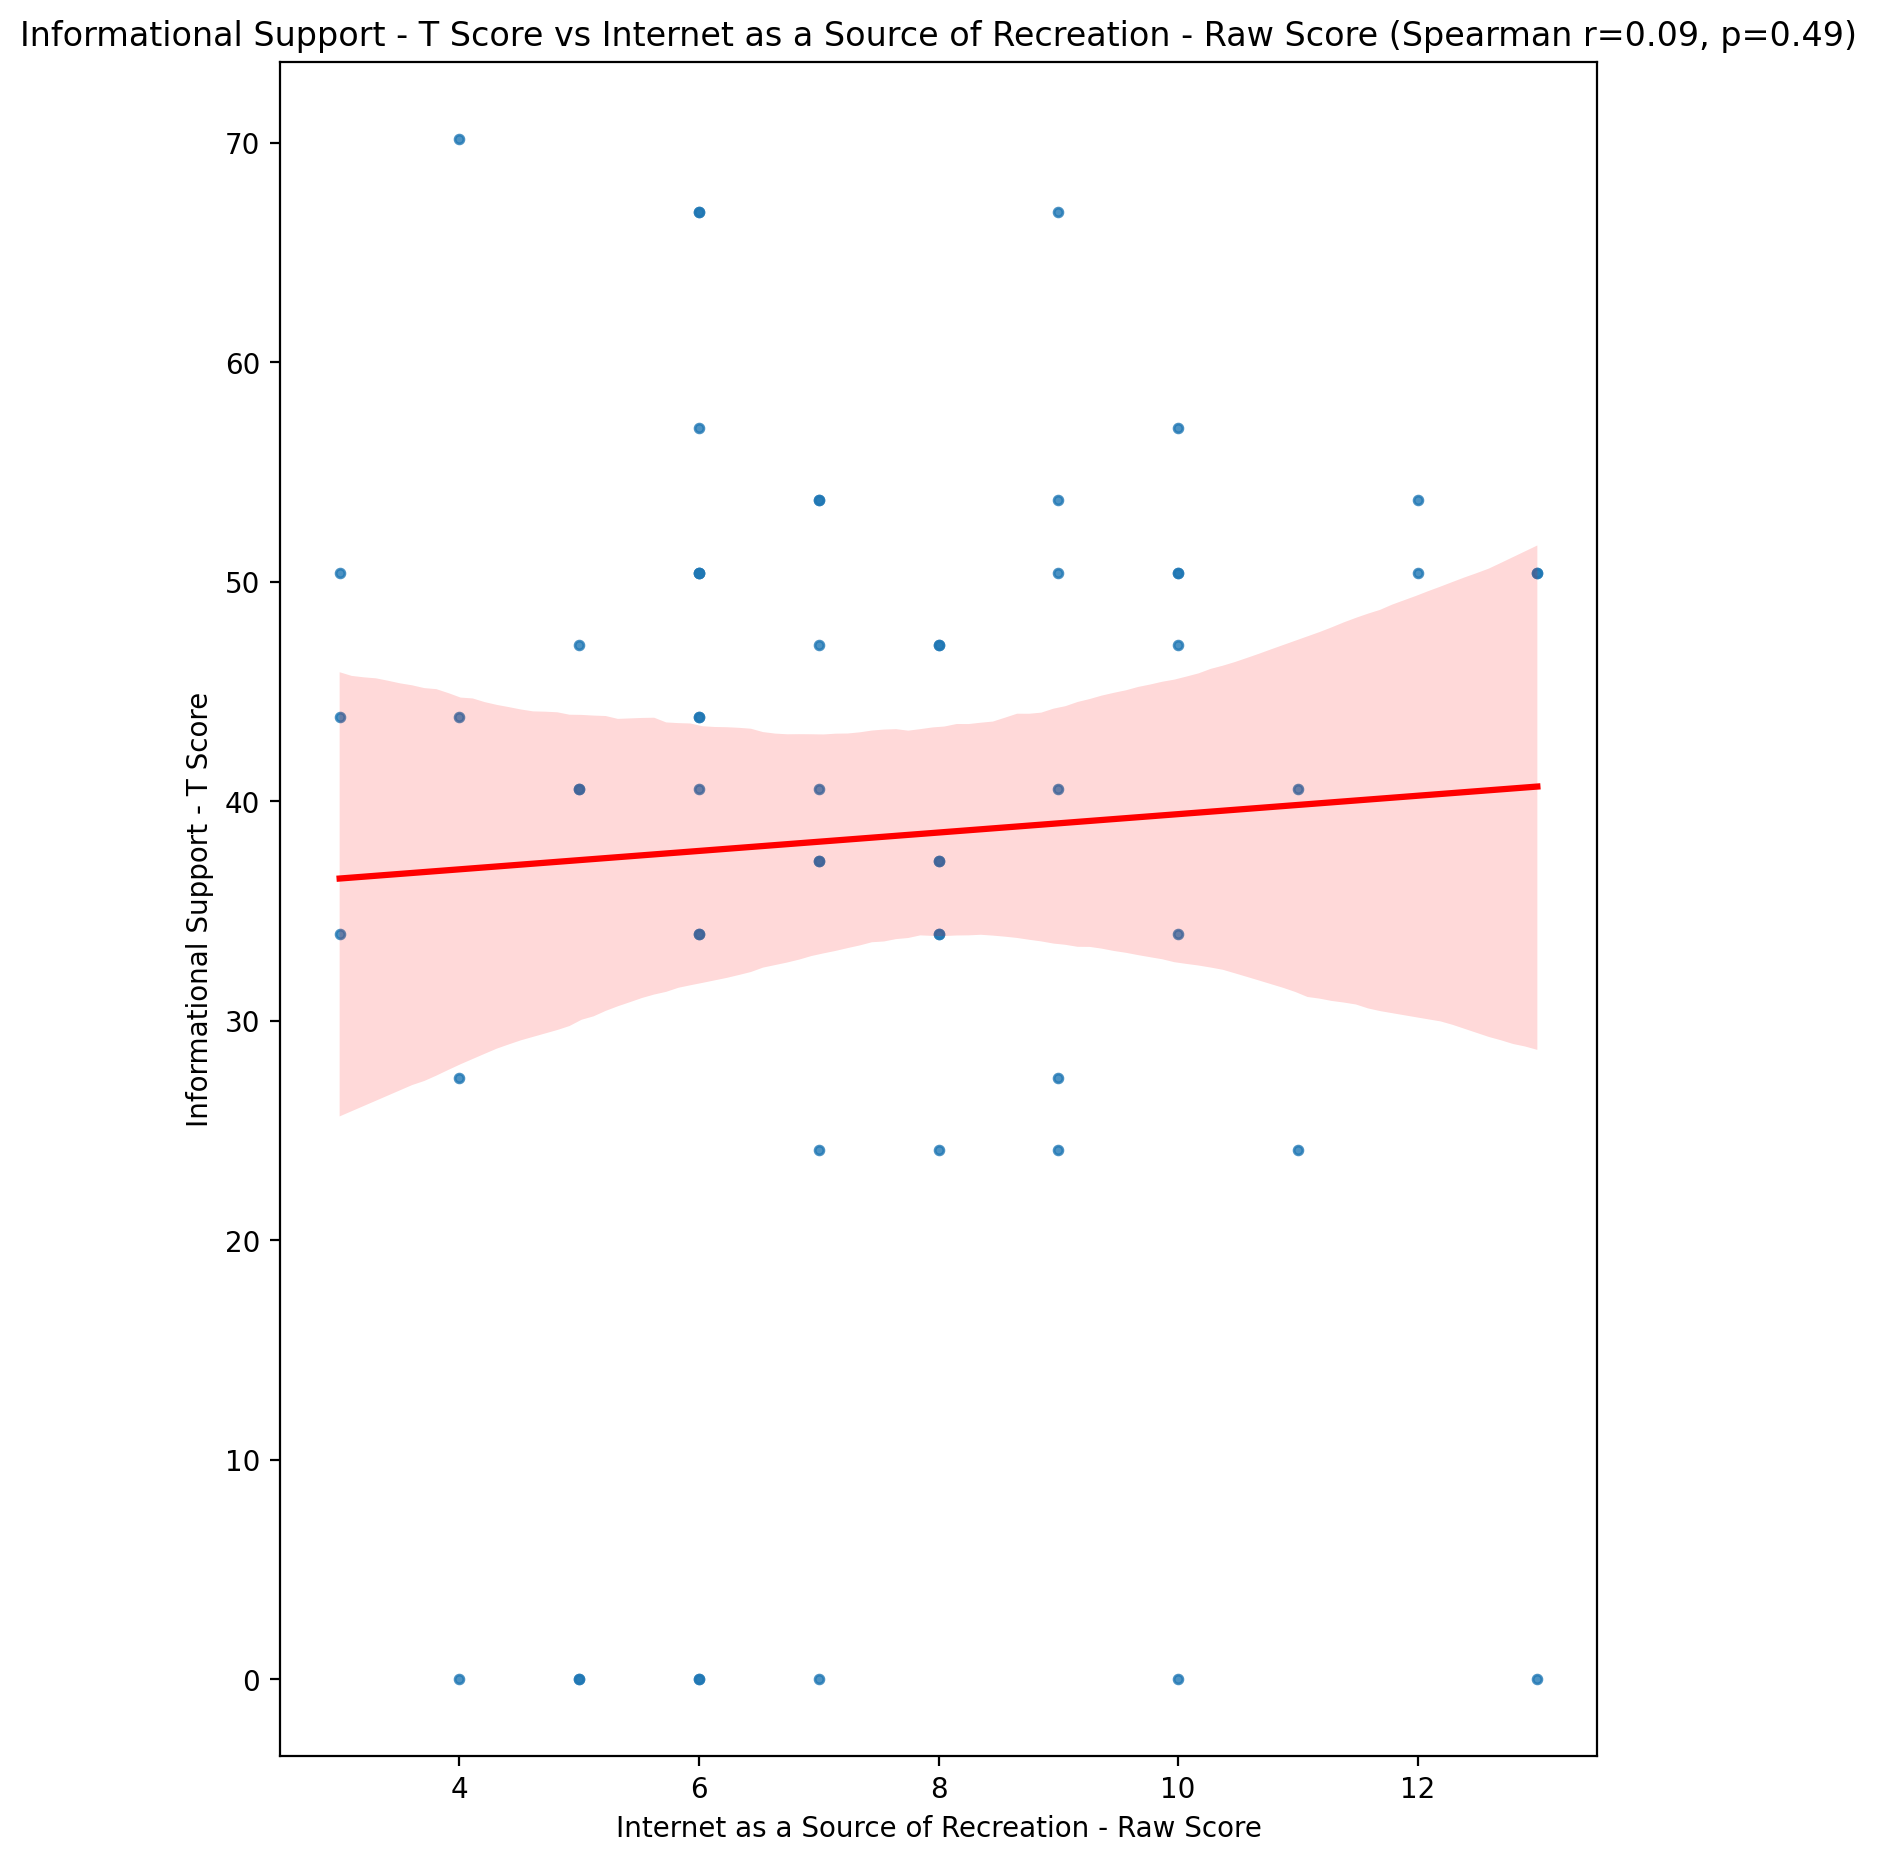 Informational Support - T Score vs Internet as a Source of Recreation - Raw Score (Spearman r=0.09, p=0.49)
70
60
50
40
30
20
10
0
Informational Support - T Score
4 6 8 10 12
Internet as a Source of Recreation - Raw Score